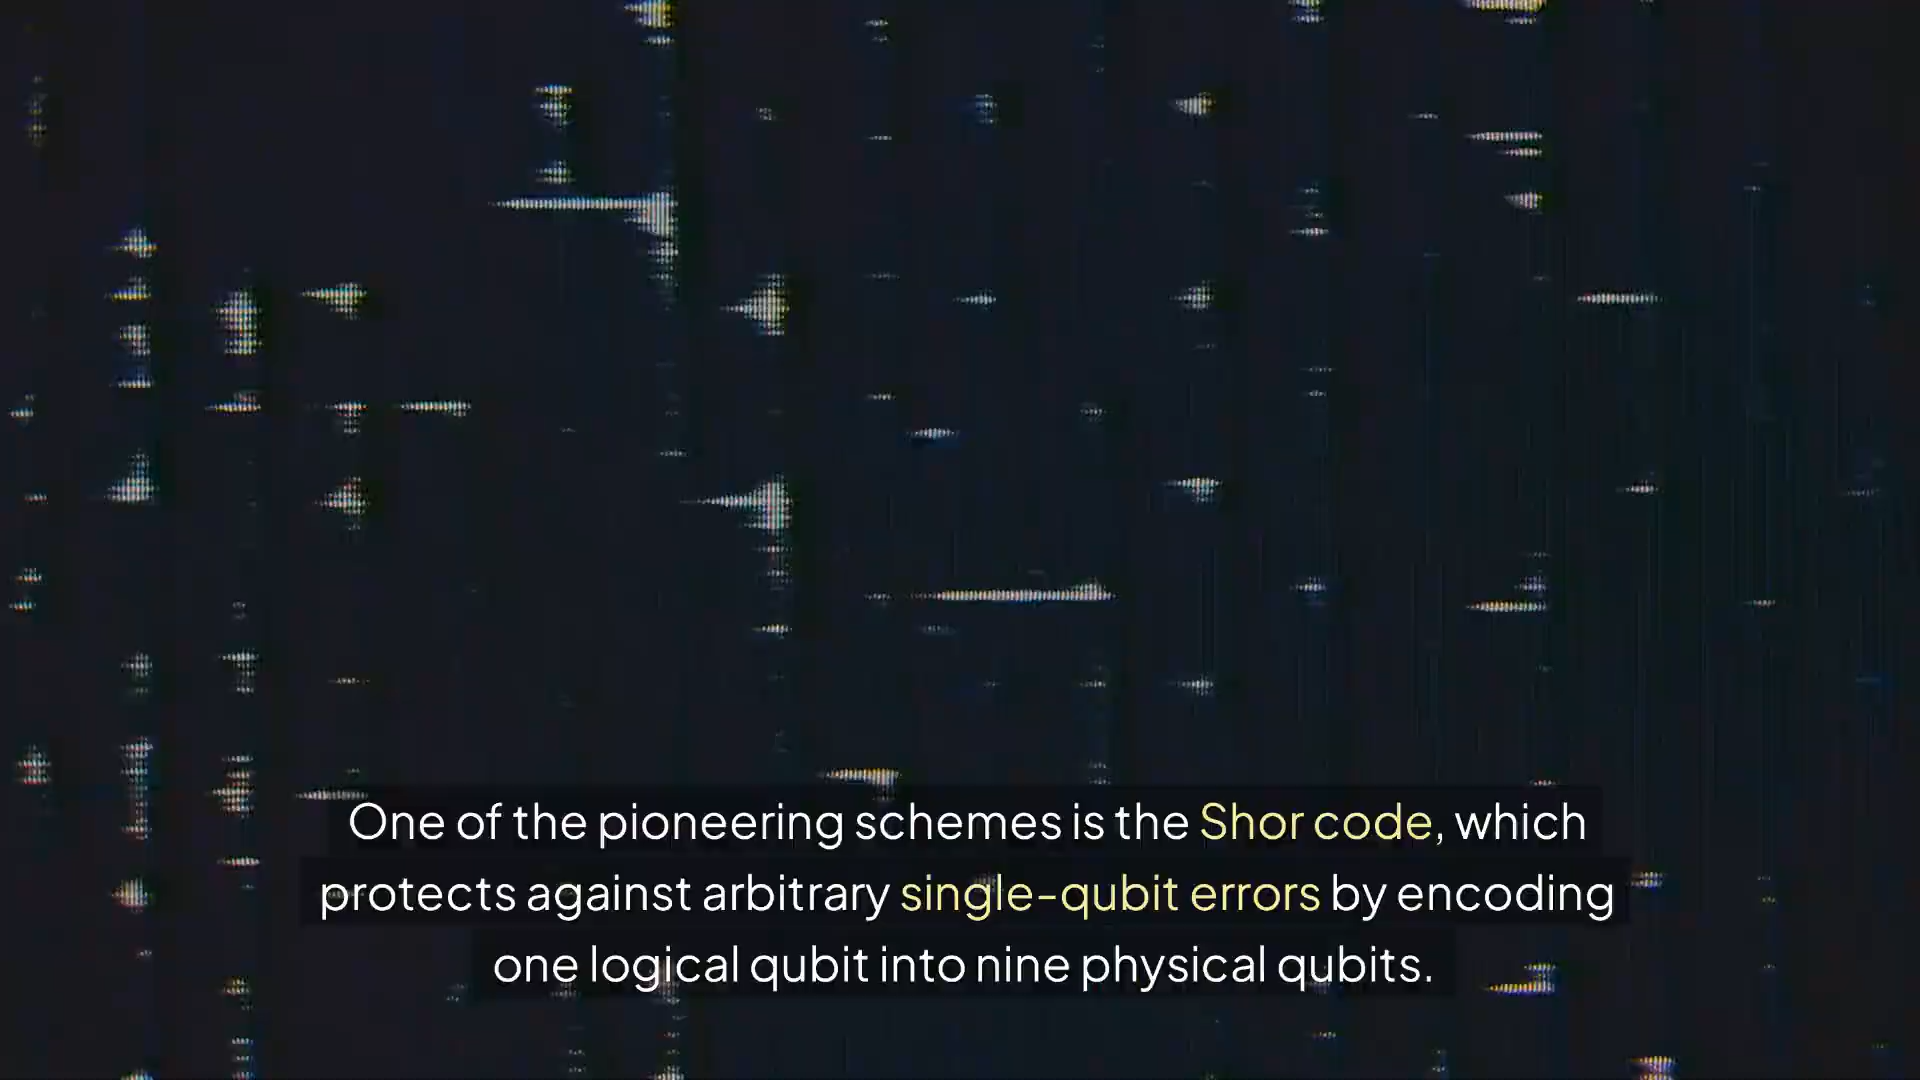 One of the pioneering schemes is the Shor code, which
protects against arbitrary single-qubit errors by encoding
one logical qubit into nine physical qubits.